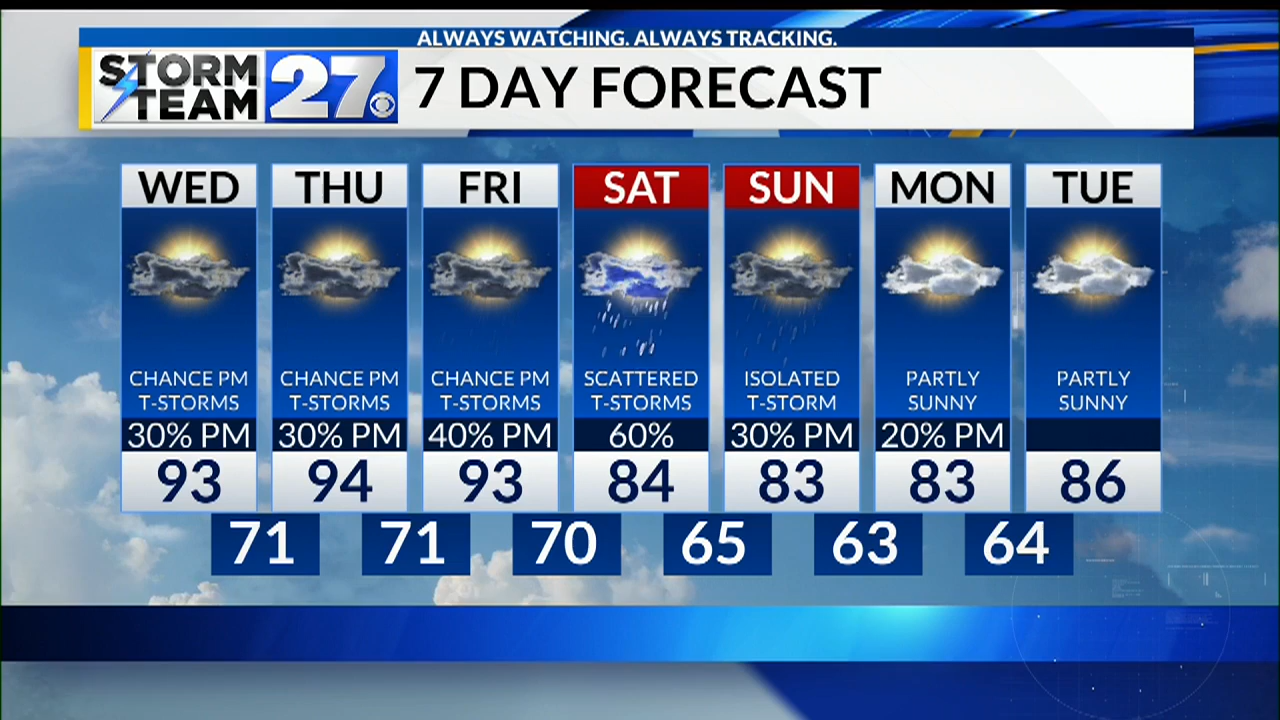 ALWAYS WATCHING. ALWAYS TRACKING.
STORM
TEAM
27
7 DAY FORECAST
WED THU FRI SAT SUN MON TUE
CHANCE PM CHANCE PM CHANCE PM SCATTERED ISOLATED PARTLY PARTLY
T-STORMS T-STORMS T-STORMS T-STORMS T-STORM SUNNY SUNNY
30% PM 30% PM 40% PM 60% 30% PM 20% PM
93 94 93 84 83 83 86
71 71 70 65 63 64